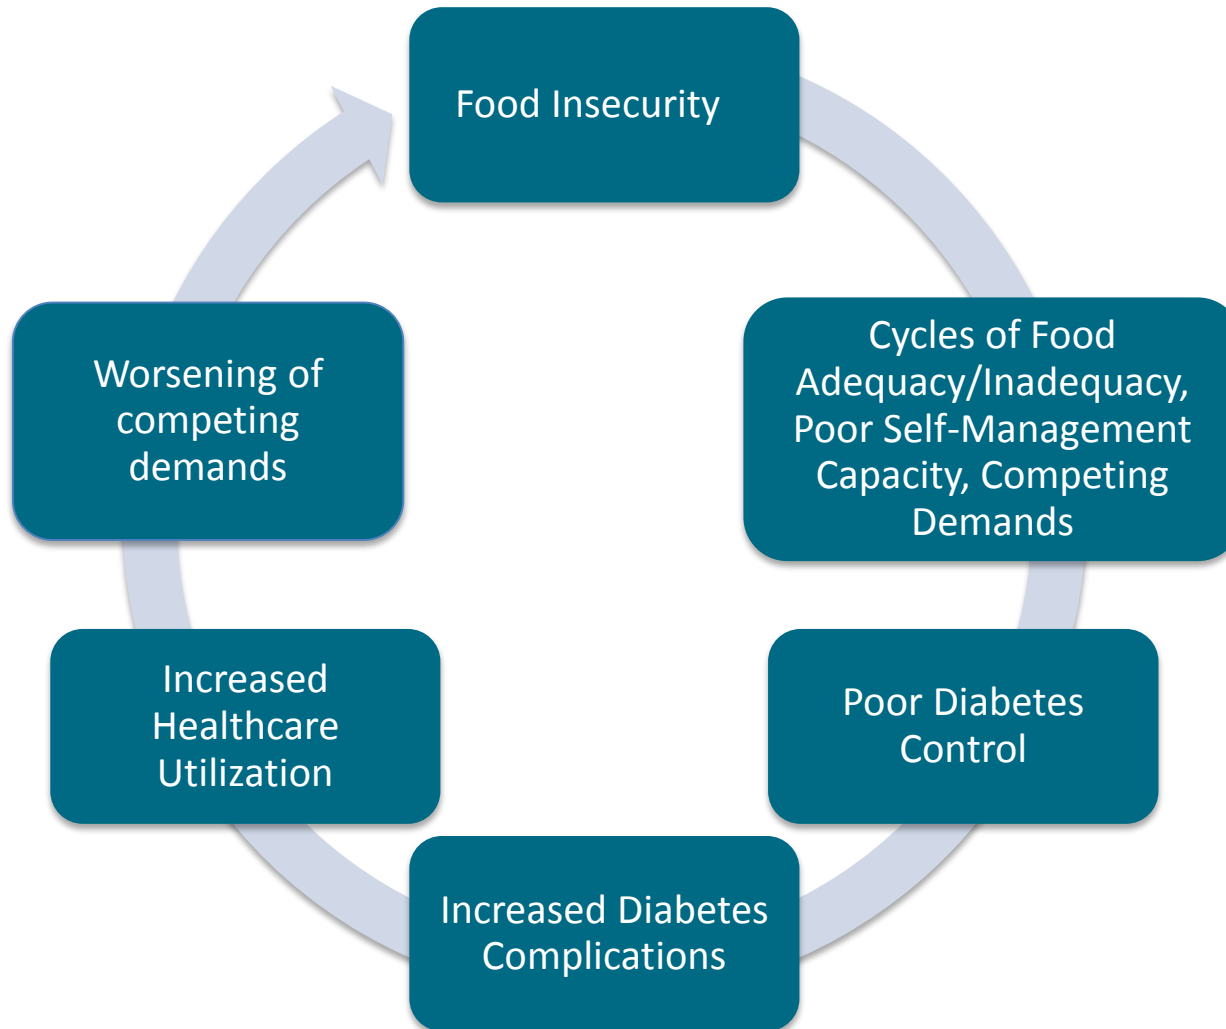 Food Insecurity
Cycles of Food
Adequacy/Inadequacy,
Poor Self-Management
Capacity, Competing
Demands
Poor Diabetes
Control
Increased Diabetes
Complications
Increased
Healthcare
Utilization
Worsening of
competing
demands